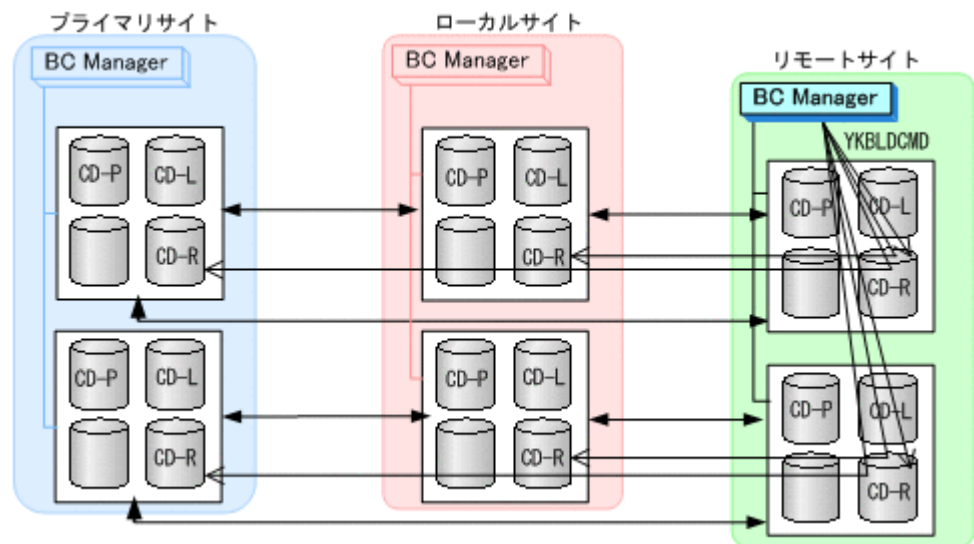 プライマリサイト
ローカルサイト
リモートサイト
BC Manager
BC Manager
BC Manager
YKBLDCMD
CD-P
CD-L
CD-R
CD-P
CD-L
CD-R
CD-P
CD-L
CD-R
CD-P
CD-L
CD-R
CD-P
CD-L
CD-R
CD-P
CD-L
CD-R